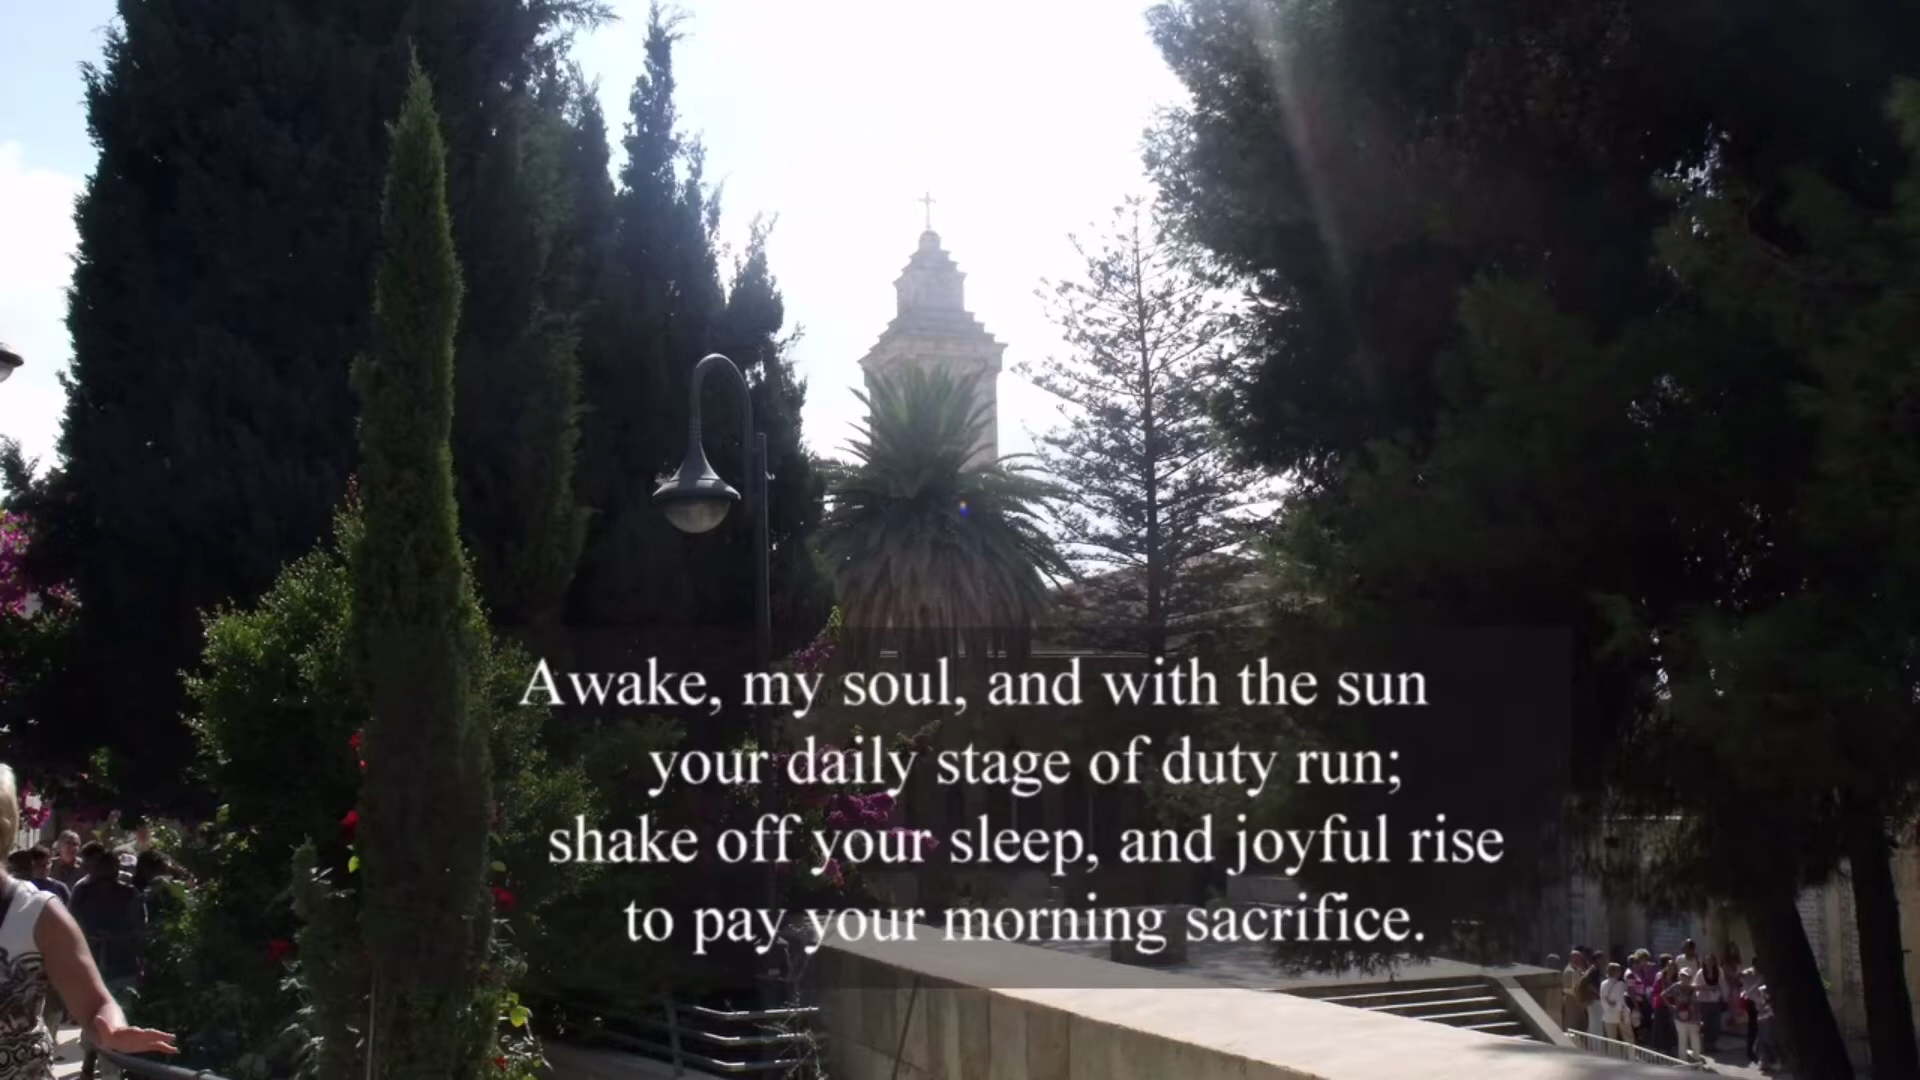 Awake, my soul, and with the sun
your daily stage of duty run;
shake off your sleep, and joyful rise
to pay your morning sacrifice.